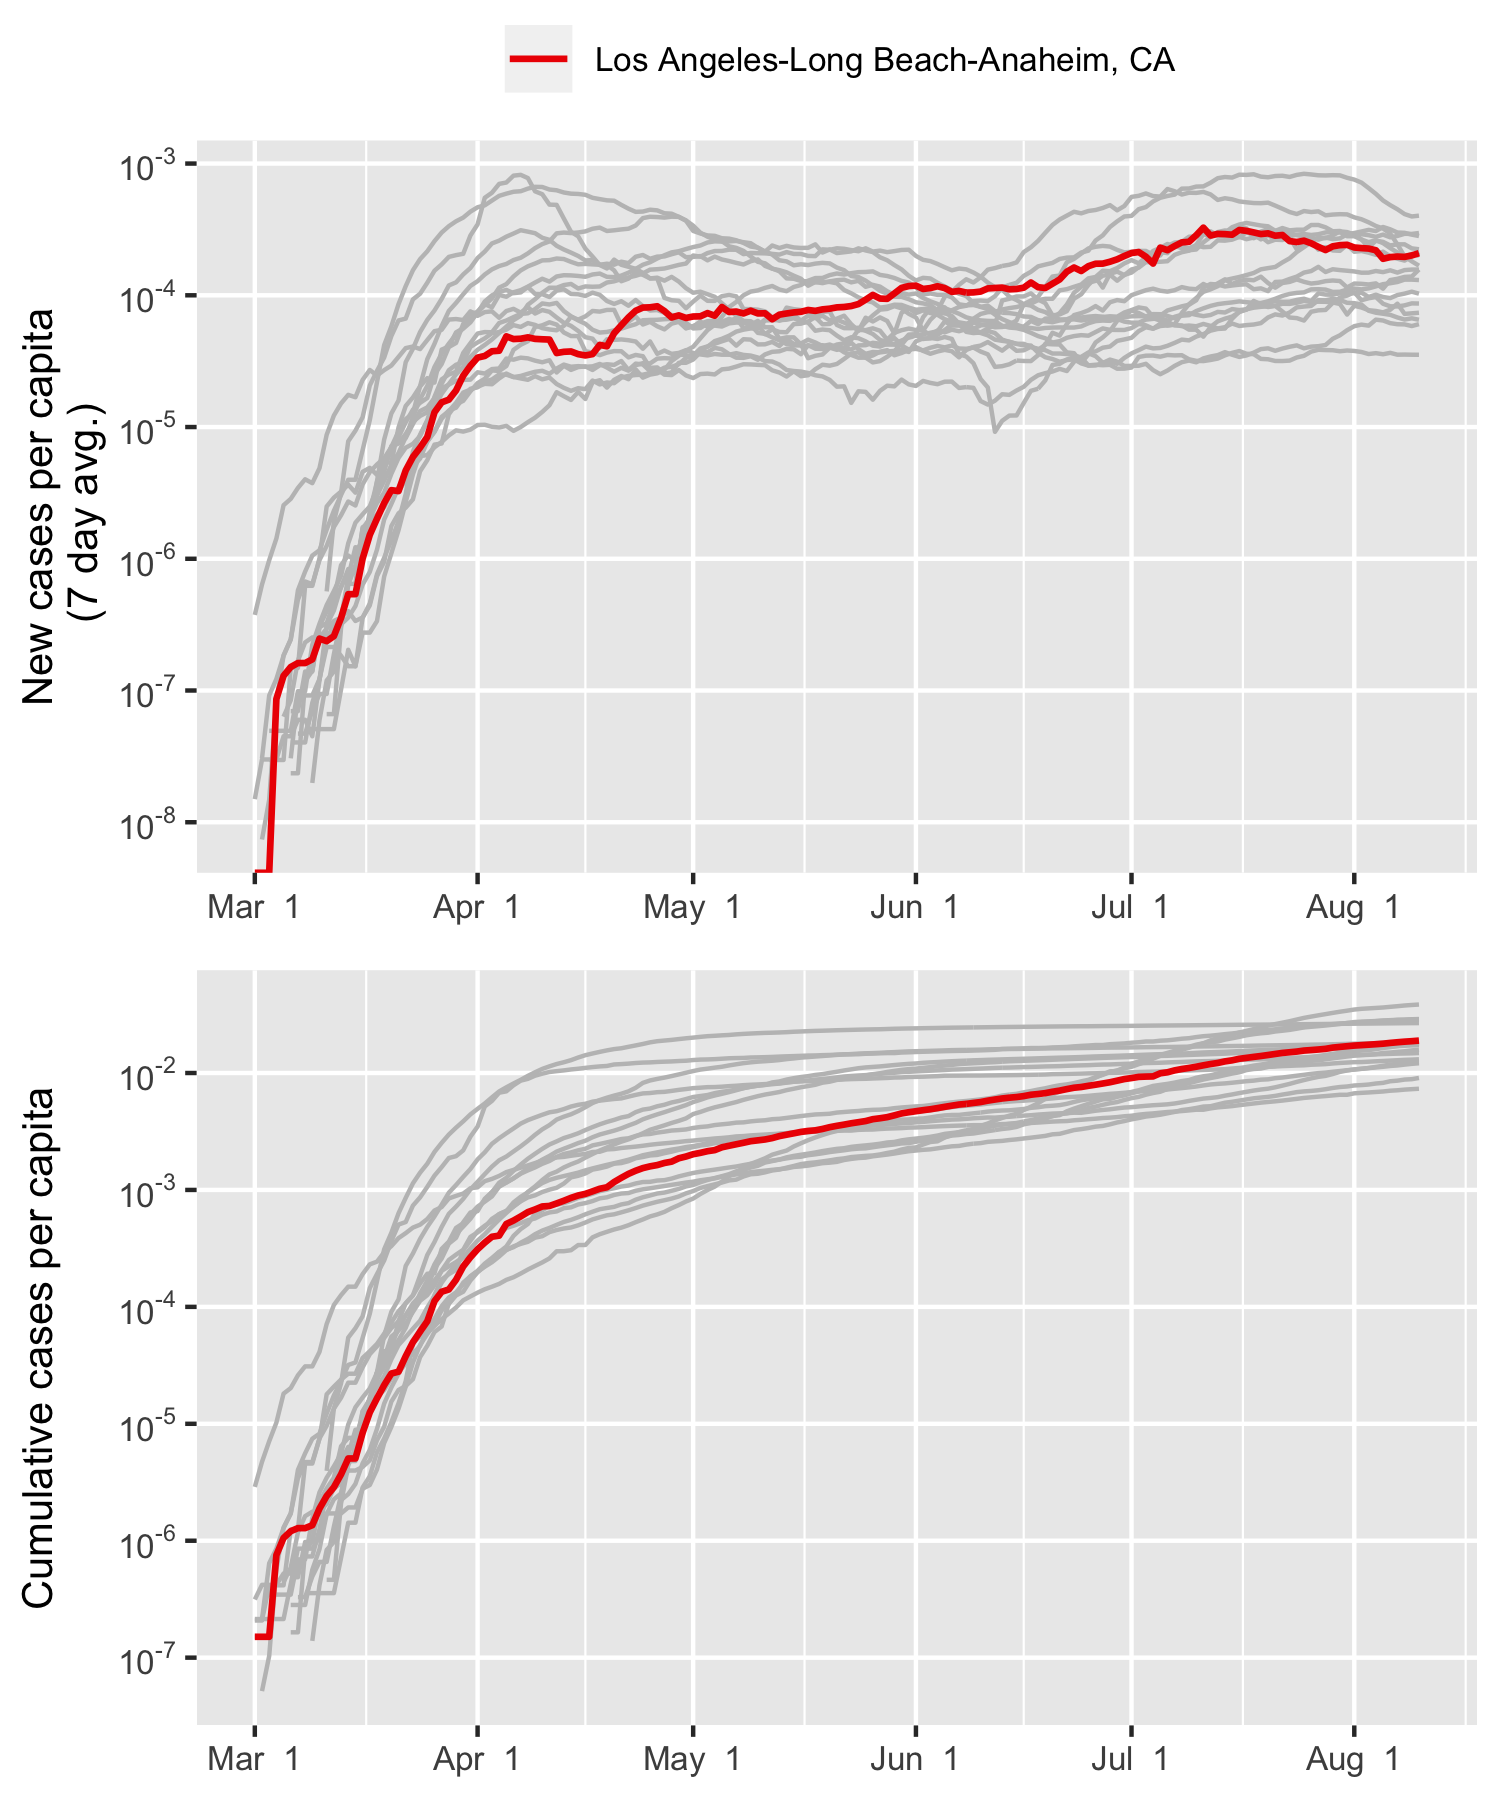 Los Angeles-Long Beach-Anaheim, CA
New cases per capita
(7 day avg.)
10-3
10-4
10-5
10-6
10-7
10-8
Mar 1 Apr 1 May 1 Jun 1 Jul 1 Aug 1
Cumulative cases per capita
10-2
10-3
10-4
10-5
10-6
10-7
Mar 1 Apr 1 May 1 Jun 1 Jul 1 Aug 1